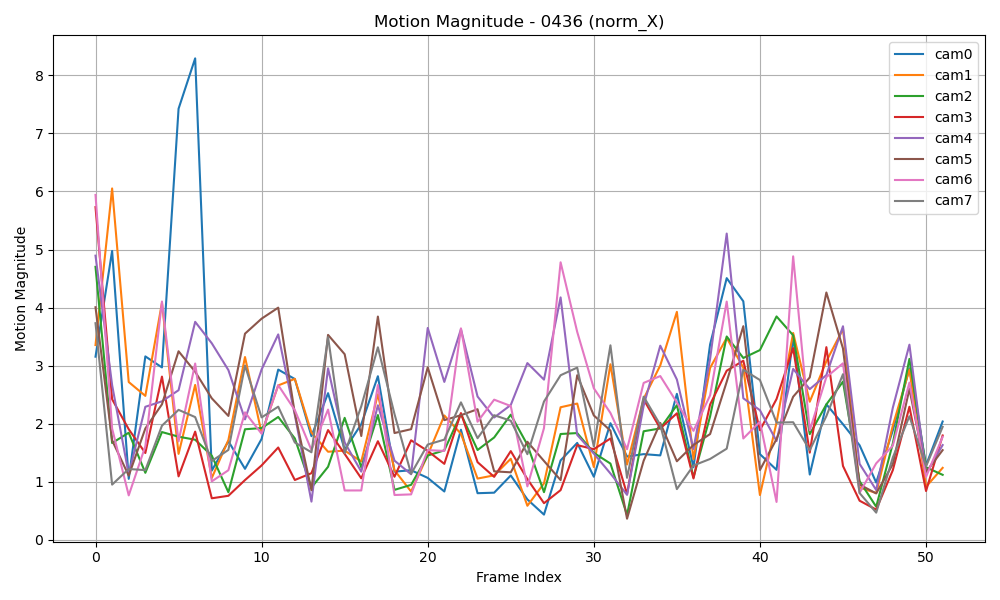 Motion Magnitude - 0436 (norm_X)
Motion Magnitude
8
7
6
5
4
3
2
1
0
0 10 20 30 40 50
Frame Index
cam0
cam1
cam2
cam3
cam4
cam5
cam6
cam7